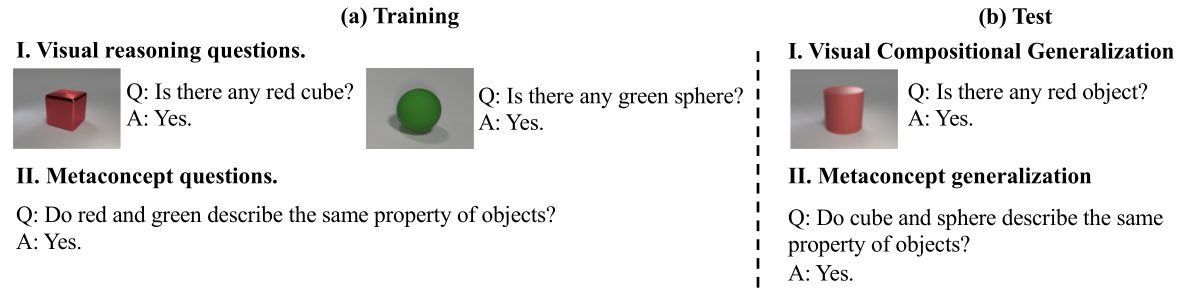 (a) Training
I. Visual reasoning questions.
Q: Is there any red cube?
A: Yes.
Q: Is there any green sphere?
A: Yes.
II. Metaconcept questions.
Q: Do red and green describe the same property of objects?
A: Yes.
(b) Test
I. Visual Compositional Generalization
Q: Is there any red object?
A: Yes.
II. Metaconcept generalization
Q: Do cube and sphere describe the same
property of objects?
A: Yes.